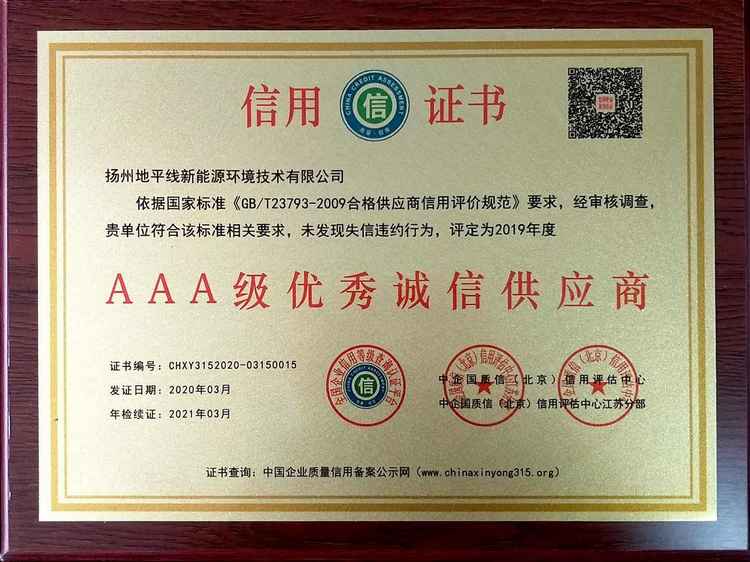 信用 证书
CHINA CREDIT ASSESSMENT
信
扬州地平线新能源环境技术有限公司
依据国家标准《GB/T23793-2009合格供应商信用评价规范》要求，经审核调查，
贵单位符合该标准相关要求，未发现失信违约行为，评定为2019年度
AAA级优秀诚信供应商
证书编号：CHXY3152020-03150015
发证日期：2020年03月
年检续证：2021年03月
信
中企国质信（北京）信用评估中心
中企国质信（北京）信用评估中心江苏分部
证书查询：中国企业质量信用备案公示网（www.chinaxinyong315.org）